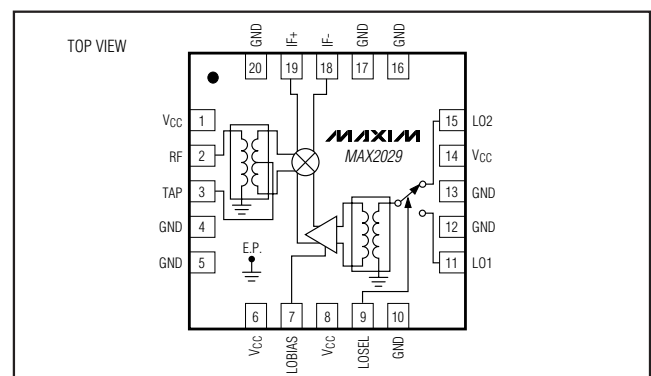 TOP VIEW
GND
IF+
IF-
GND
GND
20
19
18
17
16
VCC 1
RF 2
TAP 3
GND 4
GND 5
MAXIM
MAX2029
E.P.
15 LO2
14 VCC
13 GND
12 GND
11 LO1
6
7
8
9
10
VCC
LOBIAS
VCC
LOSEL
GND